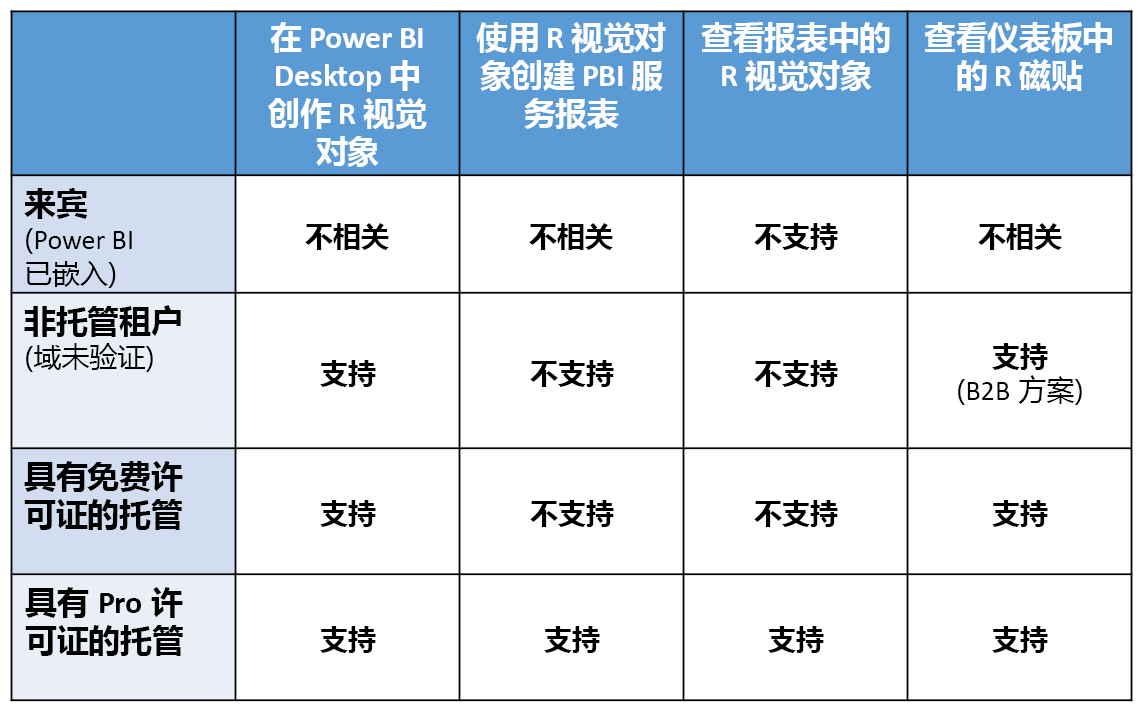 在 Power BI
Desktop 中
创作 R 视觉
对象
使用 R 视觉对
象创建 PBI 服
务报表
查看报表中的
R 视觉对象
查看仪表板中
的 R 磁贴
来宾
(Power BI
已嵌入)
不相关
不相关
不支持
不相关
非托管租户
(域未验证)
支持
不支持
不支持
支持
(B2B 方案)
具有免费许
可证的托管
支持
不支持
不支持
支持
具有 Pro 许
可证的托管
支持
支持
支持
支持